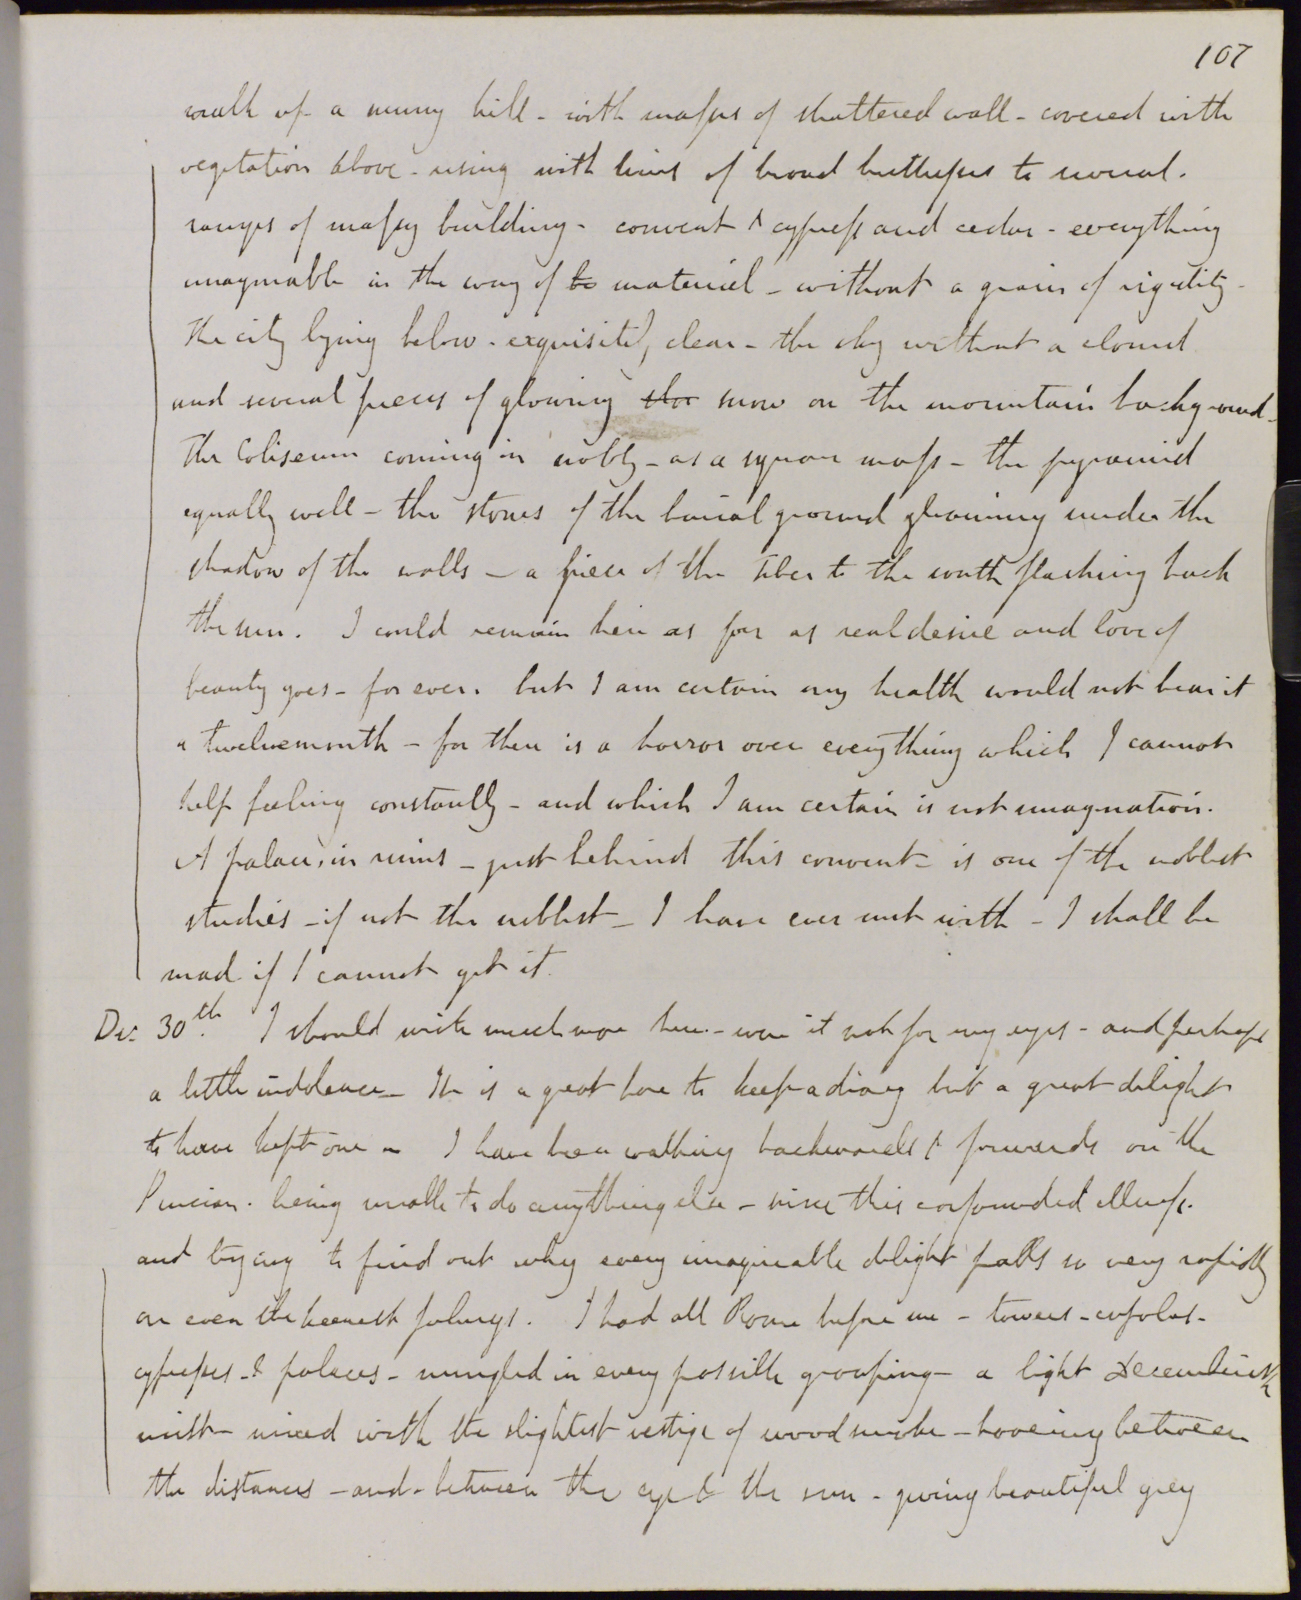 107
walk up a sunny hill - with masses of shattered wall - covered with
vegetation above - rising with lines of broad buttresses to several
ranges of massy building - convent & cypress and cedar - everything
imaginable in the way of to material - without a grain of rigidity -
the city lying below - exquisitely clear - the sky without a cloud
and several pieces of glowing sno snow on the mountain background -
the Coliseum coming in nobly - as a square mass - the pyramid
equally well - the stones of the burial ground gleaming under the
shadow of the walls - a piece of the Tiber to the south flashing back
the sun. I could remain here as far as real desire and love of
beauty goes - for ever. but I am certain my health would not bear it
a twelvemonth - for there is a horror over everything which I cannot
help feeling constantly - and which I am certain is not imagination.
A palace, in ruins - just behind this convent - is one of the noblest
studies - if not the noblest - I have ever met with - I shall be
mad if I cannot get it.
Dec. 30th. I should write much more here - were it not for my eyes - and perhaps
a little indolence - It is a great bore to keep a diary but a great delight
to have kept one - I have been walking backwards & forwards on the
Pincian - being unable to do anything else - since this confounded illness.
and trying to find out why every imaginable delight palls so very rapidly
on even the keenest feelings. I had all Rome before me - towers - cupolas -
cypresses - & palaces - mingled in every possible grouping - a light Decemberish
mist - mixed with the slightest vestige of wood smoke - hovering between
the distances - and - between the eye & the sun - giving beautiful grey